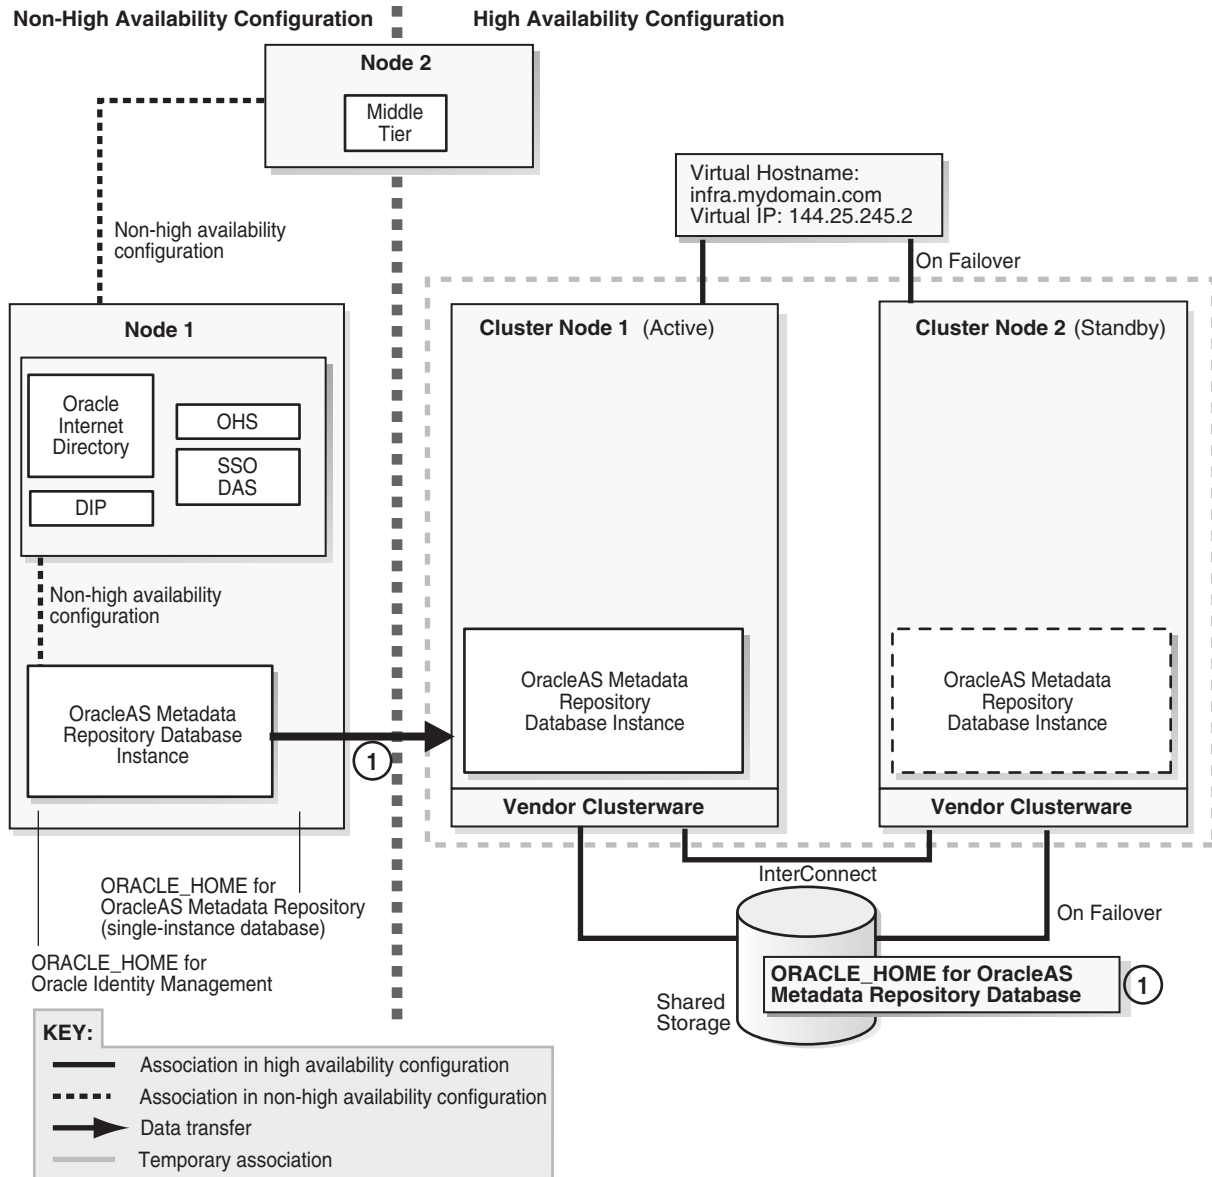 Non-High Availability Configuration
High Availability Configuration
Node 2
Middle
Tier
Virtual Hostname:
infra.mydomain.com
Virtual IP: 144.25.245.2
Non-high availability
configuration
On Failover
Node 1
Oracle
Internet
Directory
OHS
SSO
DAS
DIP
Non-high availability
configuration
OracleAS Metadata
Repository Database
Instance
1
Cluster Node 1 (Active)
OracleAS Metadata
Repository
Database Instance
Vendor Clusterware
Cluster Node 2 (Standby)
OracleAS Metadata
Repository
Database Instance
Vendor Clusterware
InterConnect
On Failover
ORACLE_HOME for
OracleAS Metadata Repository
(single-instance database)
ORACLE_HOME for
Oracle Identity Management
ORACLE_HOME for OracleAS
Metadata Repository Database
1
Shared
Storage
KEY:
Association in high availability configuration
Association in non-high availability configuration
Data transfer
Temporary association